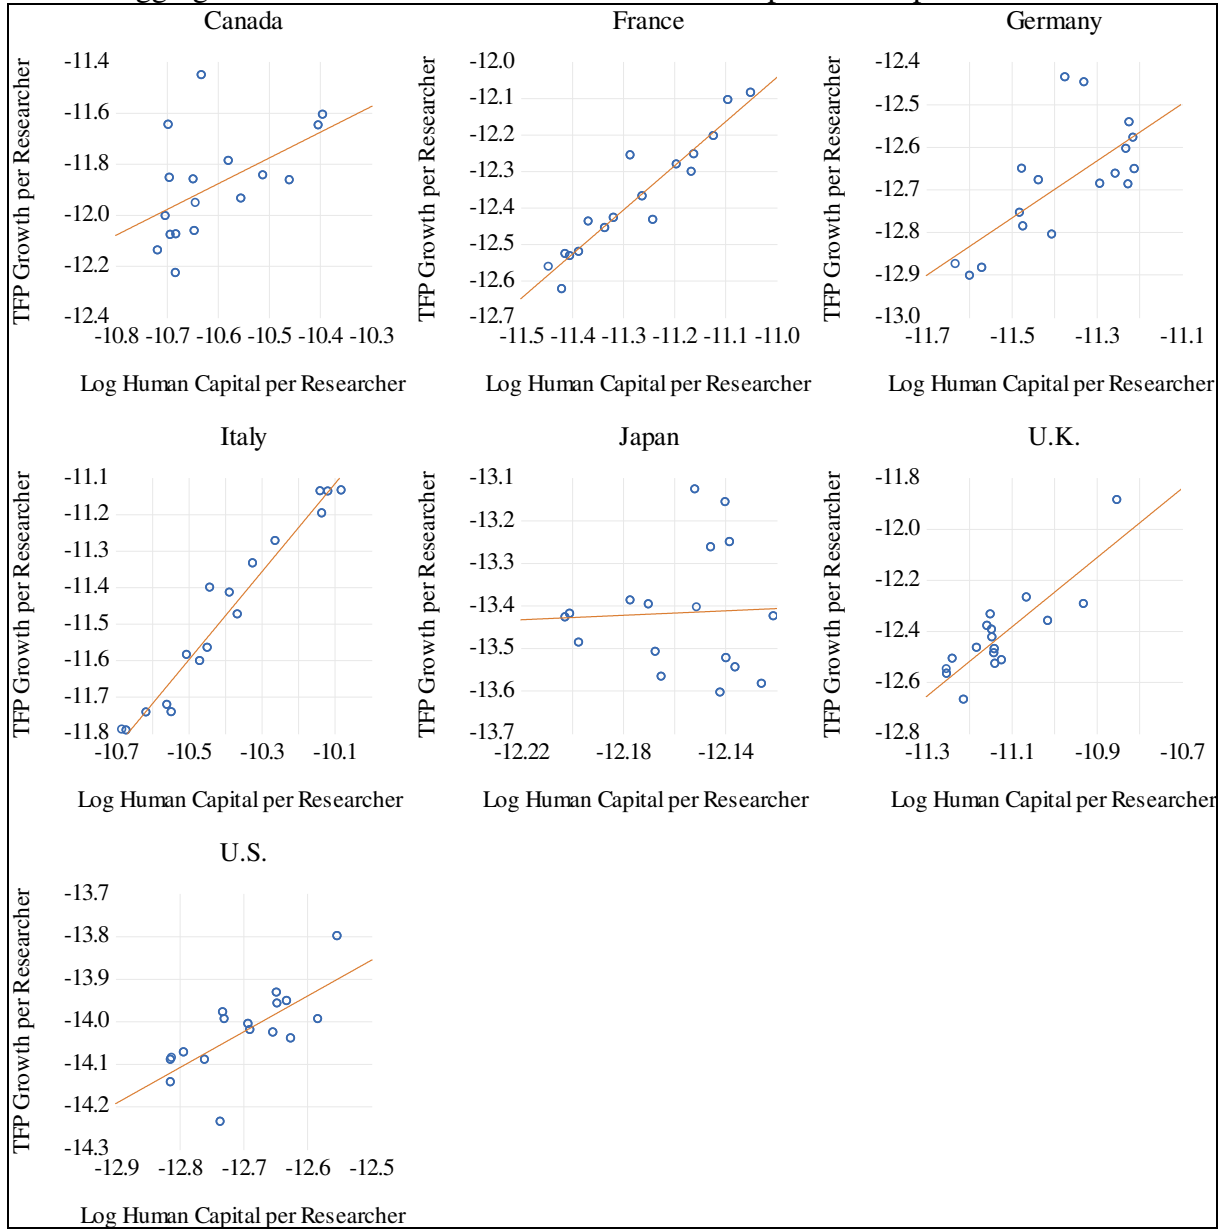 Canada
France
Germany
TFP Growth per Researcher
-11.4
-11.6
-11.8
-12.0
-12.2
-12.4
-10.8 -10.7 -10.6 -10.5 -10.4 -10.3
Log Human Capital per Researcher
TFP Growth per Researcher
-12.0
-12.1
-12.2
-12.3
-12.4
-12.5
-12.6
-12.7
-11.5 -11.4 -11.3 -11.2 -11.1 -11.0
Log Human Capital per Researcher
TFP Growth per Researcher
-12.4
-12.5
-12.6
-12.7
-12.8
-12.9
-13.0
-11.7 -11.5 -11.3 -11.1
Log Human Capital per Researcher
Italy
Japan
U.K.
TFP Growth per Researcher
-11.1
-11.2
-11.3
-11.4
-11.5
-11.6
-11.7
-11.8
-10.7 -10.5 -10.3 -10.1
Log Human Capital per Researcher
TFP Growth per Researcher
-13.1
-13.2
-13.3
-13.4
-13.5
-13.6
-13.7
-12.22 -12.18 -12.14
Log Human Capital per Researcher
TFP Growth per Researcher
-11.8
-12.0
-12.2
-12.4
-12.6
-12.8
-11.3 -11.1 -10.9 -10.7
Log Human Capital per Researcher
U.S.
TFP Growth per Researcher
-13.7
-13.8
-13.9
-14.0
-14.1
-14.2
-14.3
-12.9 -12.8 -12.7 -12.6 -12.5
Log Human Capital per Researcher